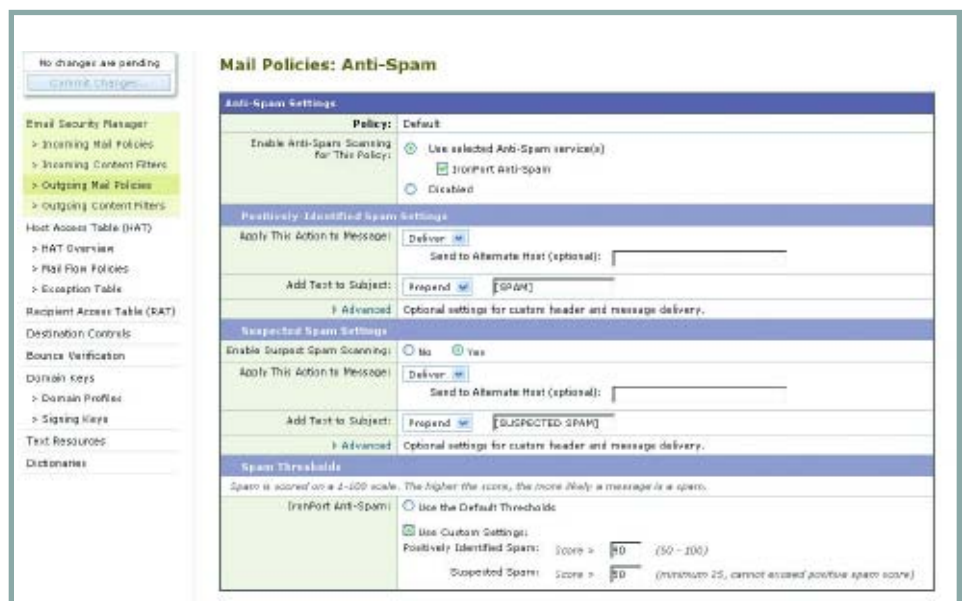 No changes are pending
Commit Changes...
Email Security Manager
> Incoming Mail Policies
> Incoming Content Filters
> Outgoing Mail Policies
> Outgoing Content Filters
Host Access Table (HAT)
> HAT Overview
> Mail Flow Policies
> Exception Table
Recipient Access Table (RAT)
Destination Controls
Bounce Verification
Domain Keys
> Domain Profiles
> Signing Keys
Text Resources
Dictionaries
Mail Policies: Anti-Spam
Anti-Spam Settings
Policy: Default
Enable Anti-Spam Scanning for This Policy:
Use selected Anti-Spam service(s)
IronPort Anti-Spam
Disabled
Positively-Identified Spam Settings
Apply This Action to Message: Deliver
Send to Alternate Host (optional):
Add Text to Subject: Prepend [SPAM]
Advanced Optional settings for custom header and message delivery.
Suspected Spam Settings
Enable Suspect Spam Scanning: No Yes
Apply This Action to Message: Deliver
Send to Alternate Host (optional):
Add Text to Subject: Prepend [SUSPECTED SPAM]
Advanced Optional settings for custom header and message delivery.
Spam Thresholds
Spam is scored on a 1-100 scale. The higher the score, the more likely a message is a spam.
IronPort Anti-Spam: Use the Default Thresholds
Use Custom Settings:
Positively Identified Spam: Score > (50 - 100)
Suspected Spam: Score > (minimum 25, cannot exceed positive spam score)